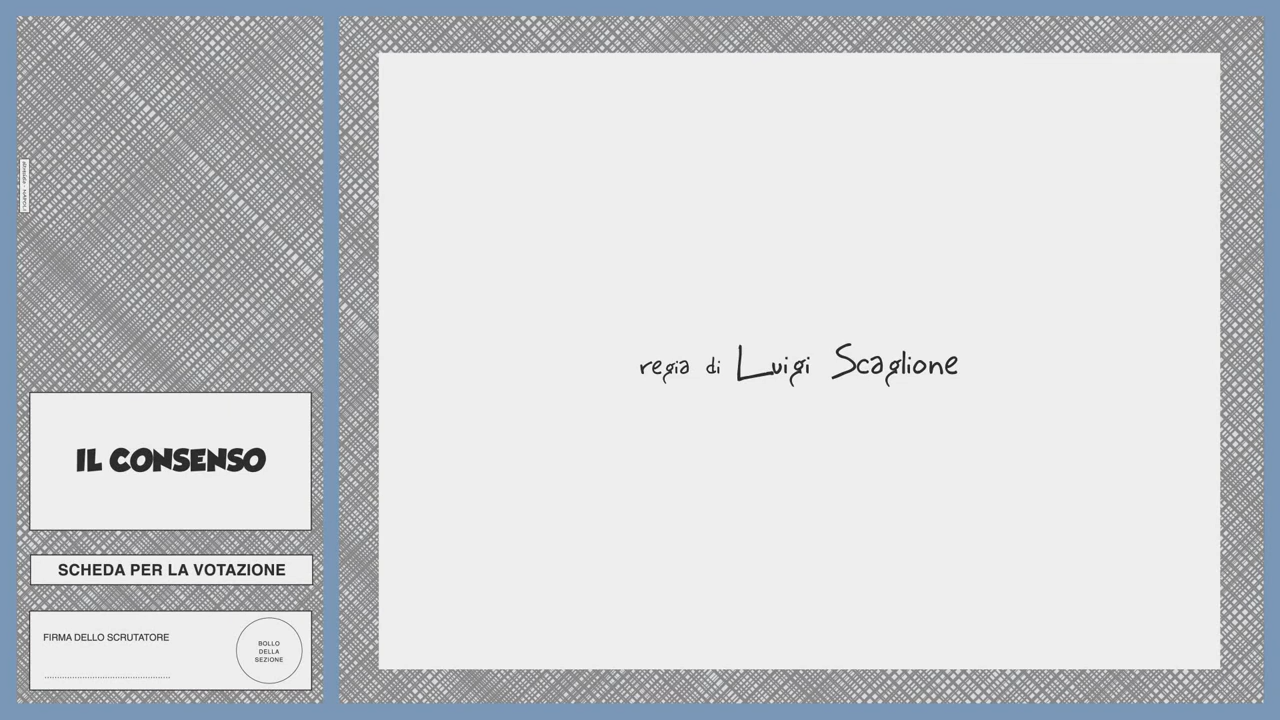 IL CONSENSO
SCHEDA PER LA VOTAZIONE
FIRMA DELLO SCRUTATORE
BOLLO
DELLA
SEZIONE
regia di Luigi Scaglione